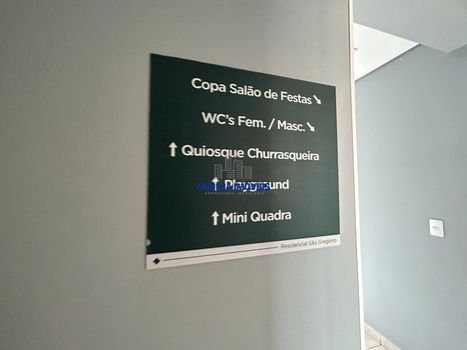 Copa Salão de Festas ↘
WC's Fem. / Masc. ↘
↑ Quiosque Churrasqueira
↑ Playground
↑ Mini Quadra
Residencial São Gregório